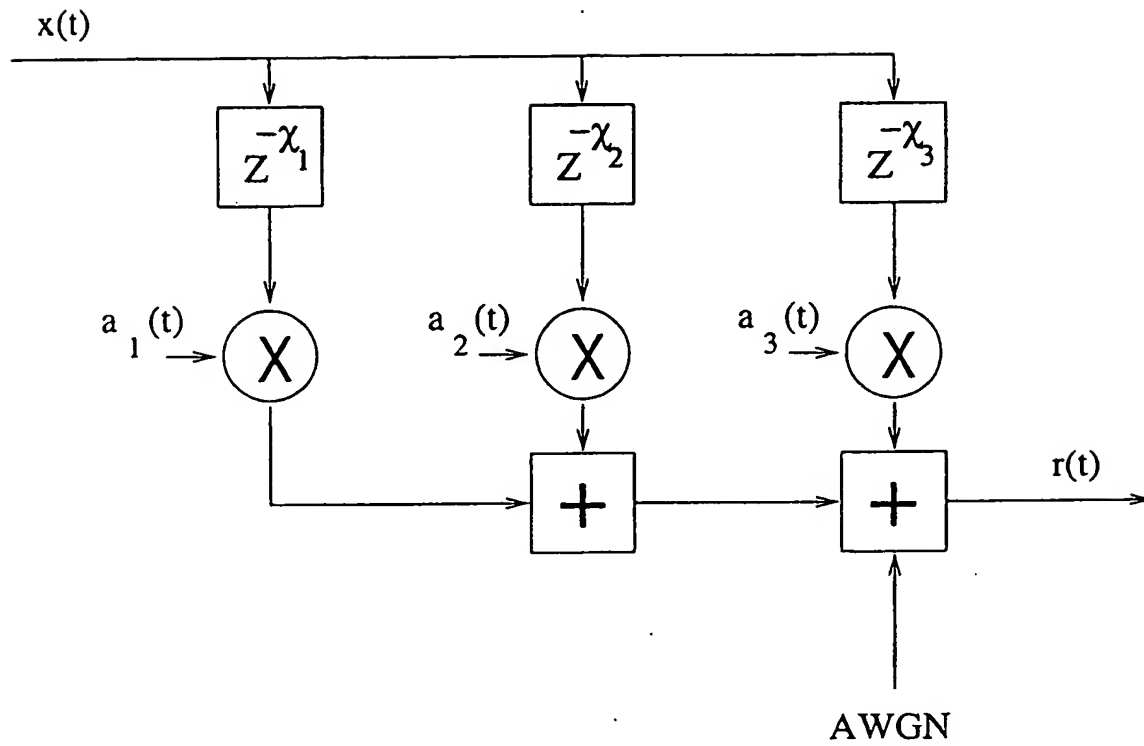 x(t)
Z^{-χ_1} Z^{-χ_2} Z^{-χ_3}
a_1(t) X a_2(t) X a_3(t) X
+ + r(t)
AWGN